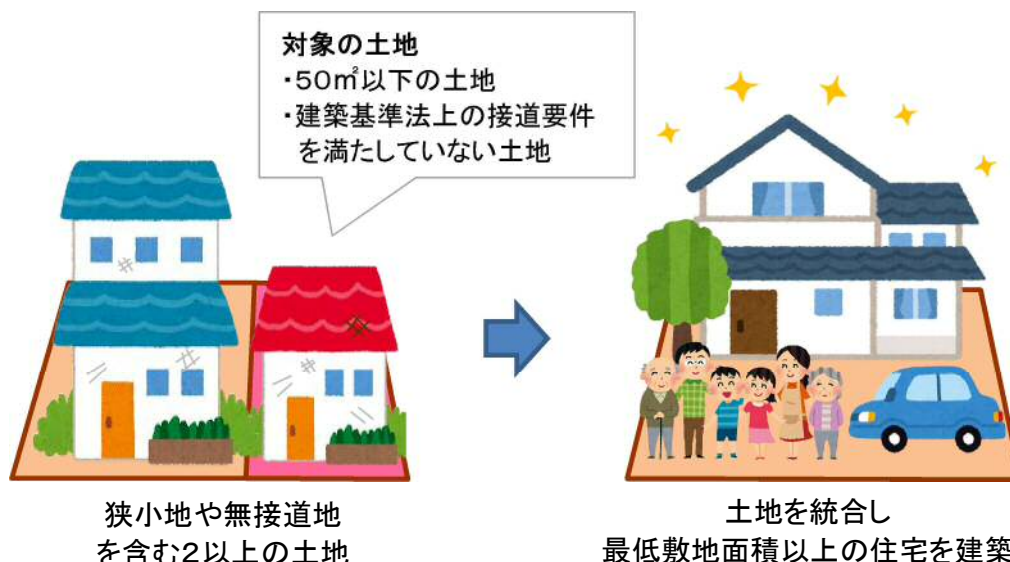 対象の土地
・50㎡以下の土地
・建築基準法上の接道要件
を満たしていない土地
狭小地や無接道地
を含む2以上の土地
土地を統合し
最低敷地面積以上の住宅を建築